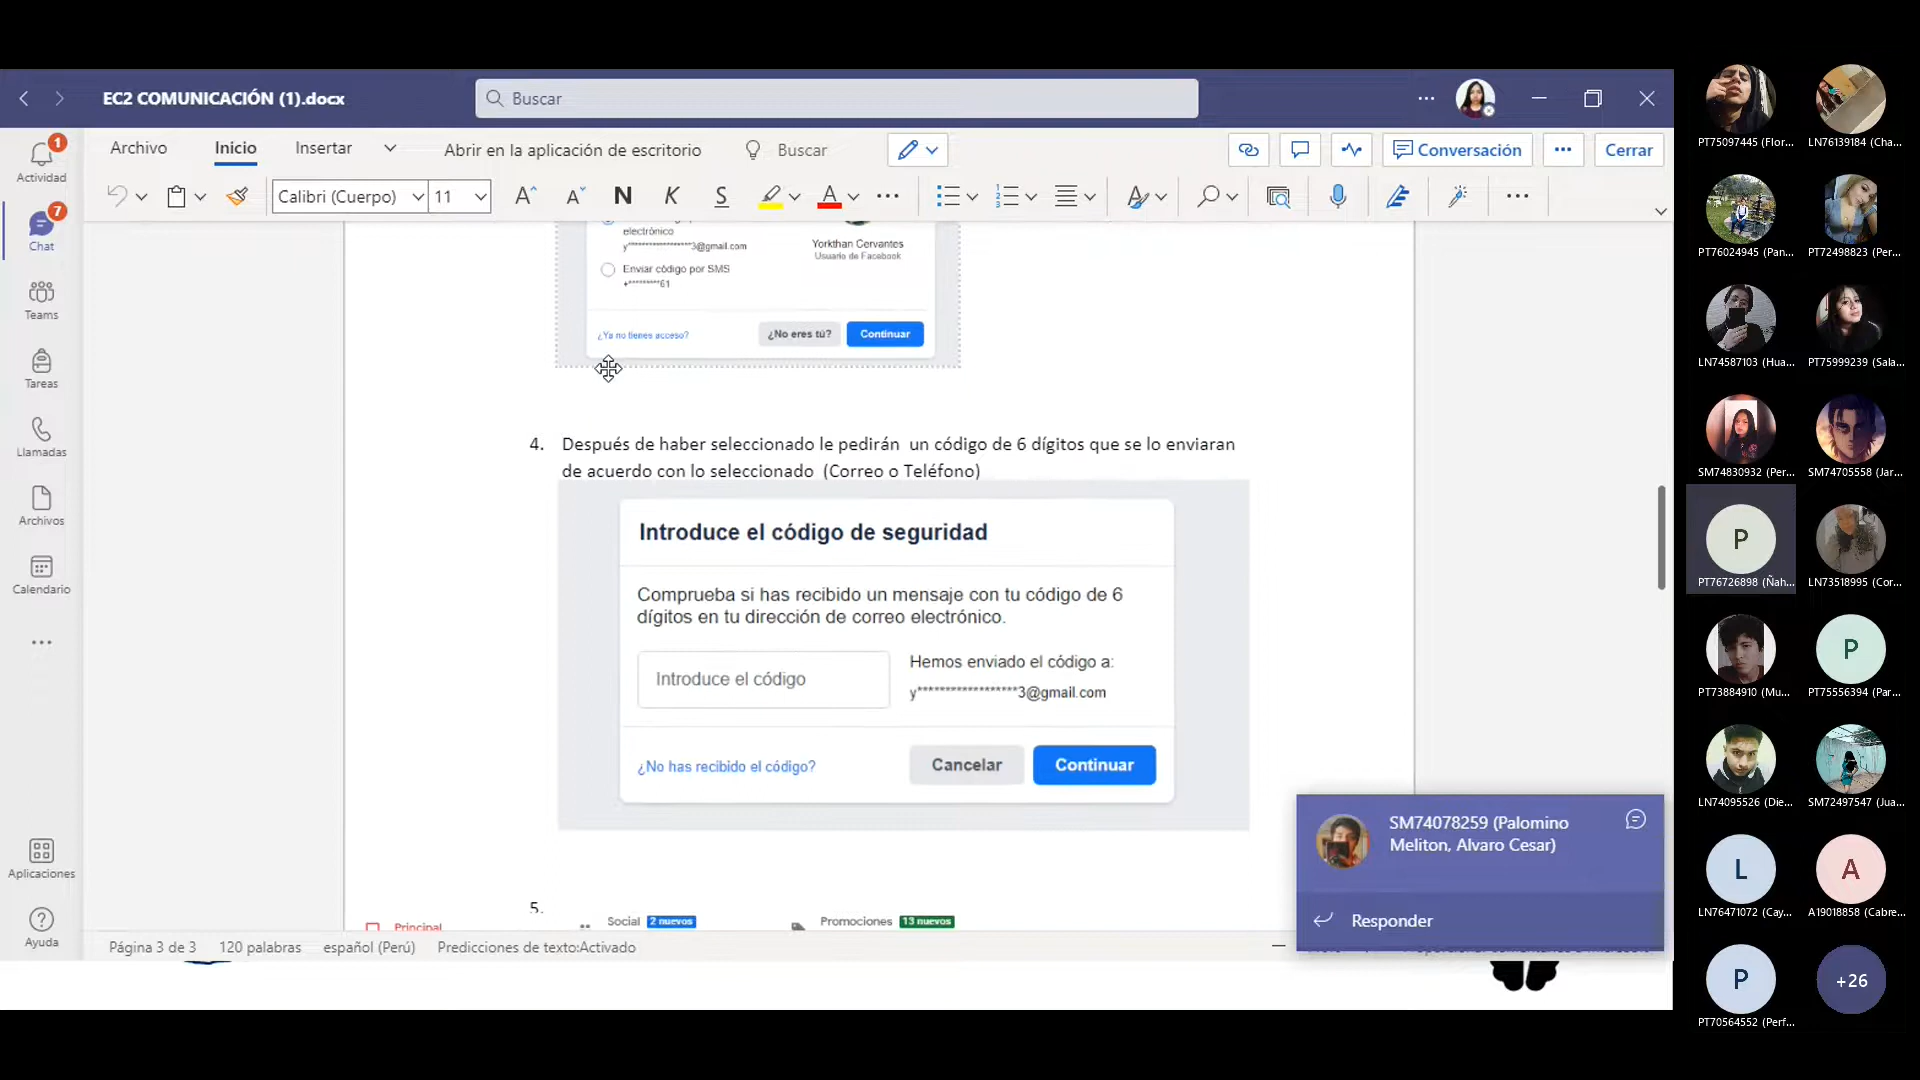 EC2 COMUNICACIÓN (1).docx
Buscar
Archivo
Inicio
Insertar
Abrir en la aplicación de escritorio
Buscar
Conversación
Cerrar
Calibri (Cuerpo)
11
N
K
S
1
Actividad
7
Chat
Teams
Tareas
Llamadas
Archivos
Calendario
Aplicaciones
Ayuda
electrónico
y******************3@gmail.com
Enviar código por SMS
+*********61
Yorkthan Cervantes
Usuario de Facebook
¿Ya no tienes acceso?
¿No eres tú?
Continuar
4. Después de haber seleccionado le pedirán un código de 6 dígitos que se lo enviaran
de acuerdo con lo seleccionado (Correo o Teléfono)
Introduce el código de seguridad
Comprueba si has recibido un mensaje con tu código de 6
dígitos en tu dirección de correo electrónico.
Introduce el código
Hemos enviado el código a:
y******************3@gmail.com
¿No has recibido el código?
Cancelar
Continuar
5.
Principal
Social 2 nuevos
Promociones 13 nuevos
Página 3 de 3
120 palabras
español (Perú)
Predicciones de texto:Activado
SM74078259 (Palomino
Meliton, Alvaro Cesar)
Responder
PT75097445 (Flor...
LN76139184 (Cha...
PT76024945 (Pan...
PT72498823 (Per...
LN74587103 (Hua...
PT75999239 (Sala...
SM74830932 (Per...
SM74705558 (Jar...
P
PT76726898 (Ñah...
LN73518995 (Cor...
PT73884910 (Mu...
P
PT75556394 (Par...
LN74095526 (Die...
SM72497547 (Jua...
L
LN76471072 (Cay...
A
A19018858 (Cabre...
P
PT70564552 (Perf...
+26